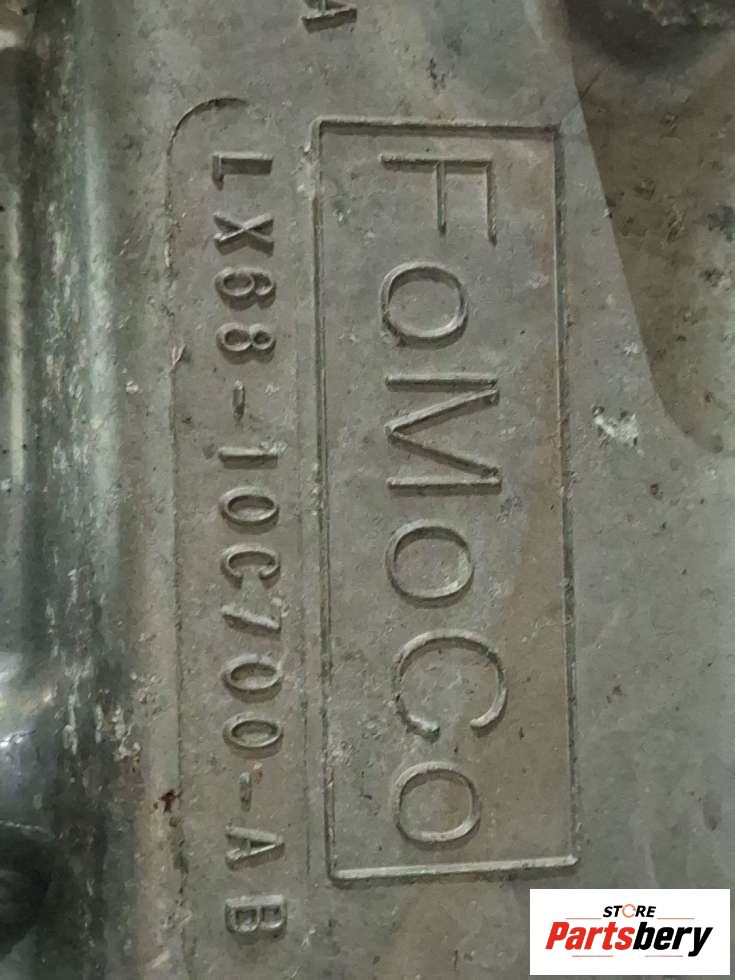 FoMoCo
LX68-10C700-AB
STORE
Partsbery